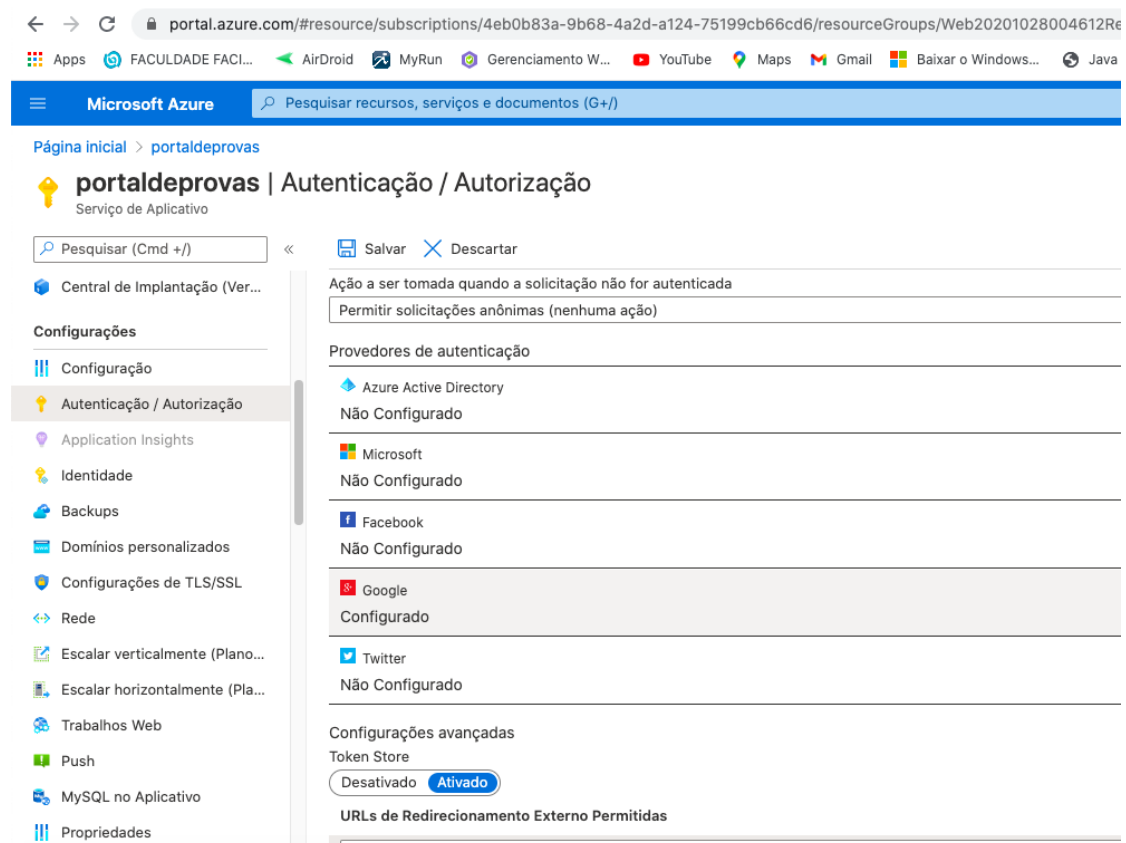 portal.azure.com/#resource/subscriptions/4eb0b83a-9b68-4a2d-a124-75199cb66cd6/resourceGroups/Web20201028004612Re
Apps FACULDADE FACI... AirDroid MyRun Gerenciamento W... YouTube Maps Gmail Baixar o Windows... Java
Microsoft Azure Pesquisar recursos, serviços e documentos (G+/)
Página inicial > portaldeprovas
portaldeprovas | Autenticação / Autorização
Serviço de Aplicativo
Pesquisar (Cmd +/) «
Central de Implantação (Ver...
Configurações
Configuração
Autenticação / Autorização
Application Insights
Identidade
Backups
Domínios personalizados
Configurações de TLS/SSL
Rede
Escalar verticalmente (Plano...
Escalar horizontalmente (Pla...
Trabalhos Web
Push
MySQL no Aplicativo
Propriedades
Salvar Descartar
Ação a ser tomada quando a solicitação não for autenticada
Permitir solicitações anônimas (nenhuma ação)
Provedores de autenticação
Azure Active Directory
Não Configurado
Microsoft
Não Configurado
Facebook
Não Configurado
Google
Configurado
Twitter
Não Configurado
Configurações avançadas
Token Store
Desativado Ativado
URLs de Redirecionamento Externo Permitidas